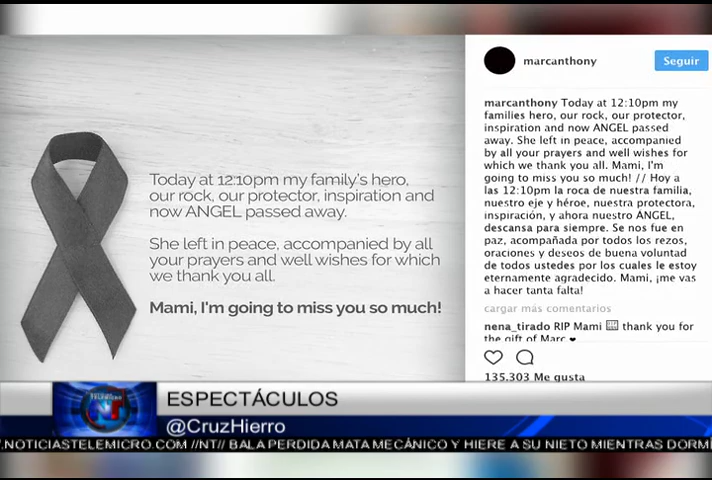 Today at 12:10pm my family's hero,
our rock, our protector, inspiration and
now ANGEL passed away.
She left in peace, accompanied by all
your prayers and well wishes for which
we thank you all.
Mami, I'm going to miss you so much!
marcanthony
Seguir
marcanthony Today at 12:10pm my
families hero, our rock, our protector,
inspiration and now ANGEL passed
away. She left in peace, accompanied
by all your prayers and well wishes for
which we thank you all. Mami, I'm
going to miss you so much! // Hoy a
las 12:10pm la roca de nuestra familia,
nuestro eje y héroe, nuestra protectora,
inspiración, y ahora nuestro ÁNGEL,
descansa para siempre. Se nos fue en
paz, acompañada por todos los rezos,
oraciones y deseos de buena voluntad
de todos ustedes por los cuales le estoy
eternamente agradecido. Mami, ¡me vas
a hacer tanta falta!
cargar más comentarios
nena_tirado RIP Mami thank you for
the gift of Marc ❤
135,303 Me gusta
NT
ESPECTÁCULOS
@CruzHierro
.NOTICIASTELEMICRO.COM //NT// BALA PERDIDA MATA MECÁNICO Y HIERE A SU NIETO MIENTRAS DORM